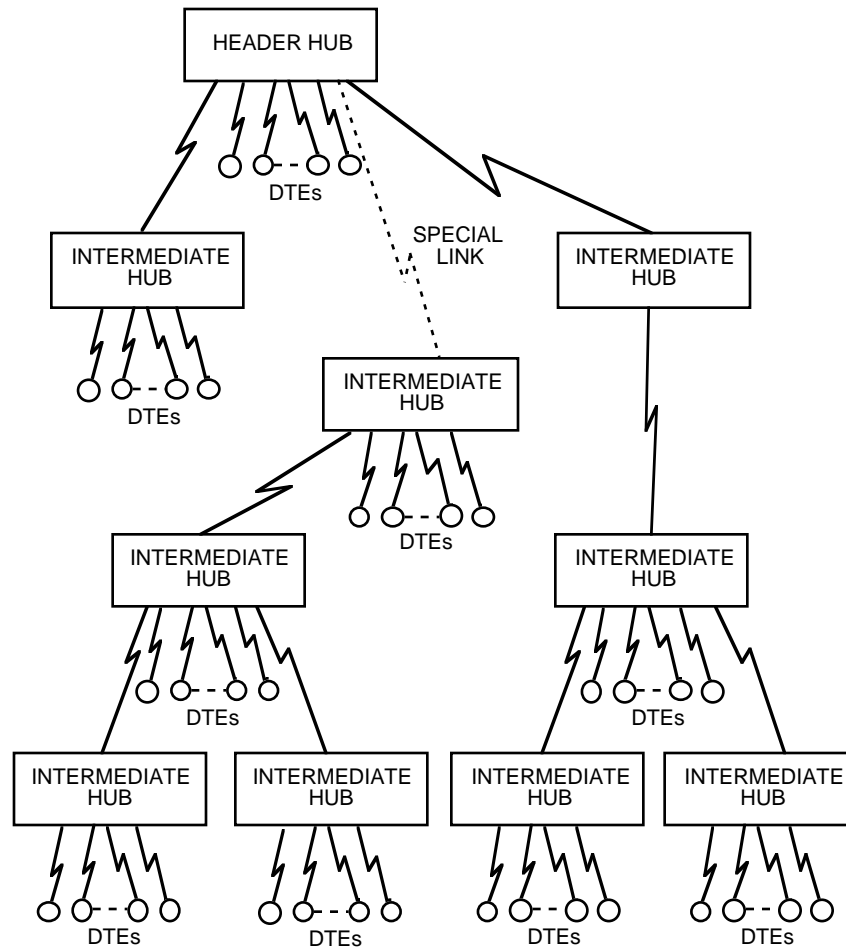 HEADER HUB
DTEs
INTERMEDIATE
HUB
SPECIAL
LINK
INTERMEDIATE
HUB
DTEs
INTERMEDIATE
HUB
DTEs
INTERMEDIATE
HUB
INTERMEDIATE
HUB
DTEs
DTEs
INTERMEDIATE
HUB
INTERMEDIATE
HUB
INTERMEDIATE
HUB
INTERMEDIATE
HUB
DTEs
DTEs
DTEs
DTEs